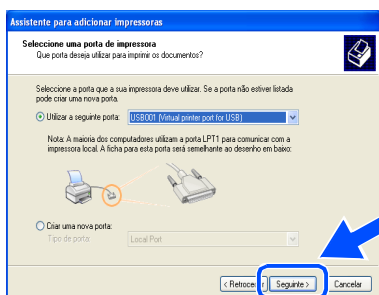 Assistente para adicionar impressoras
Seleccione uma porta de impressora
Que porta deseja utilizar para imprimir os documentos?
Seleccione a porta que a sua impressora deve utilizar. Se a porta não estiver listada
pode criar uma nova porta.
Utilizar a seguinte porta: USB001 (Virtual printer port for USB)
Nota: A maioria dos computadores utilizam a porta LPT1 para comunicar com a
impressora local. A ficha para esta porta será semelhante ao desenho em baixo:
Criar uma nova porta:
Tipo de porta: Local Port
< Retroceder Seguinte > Cancelar